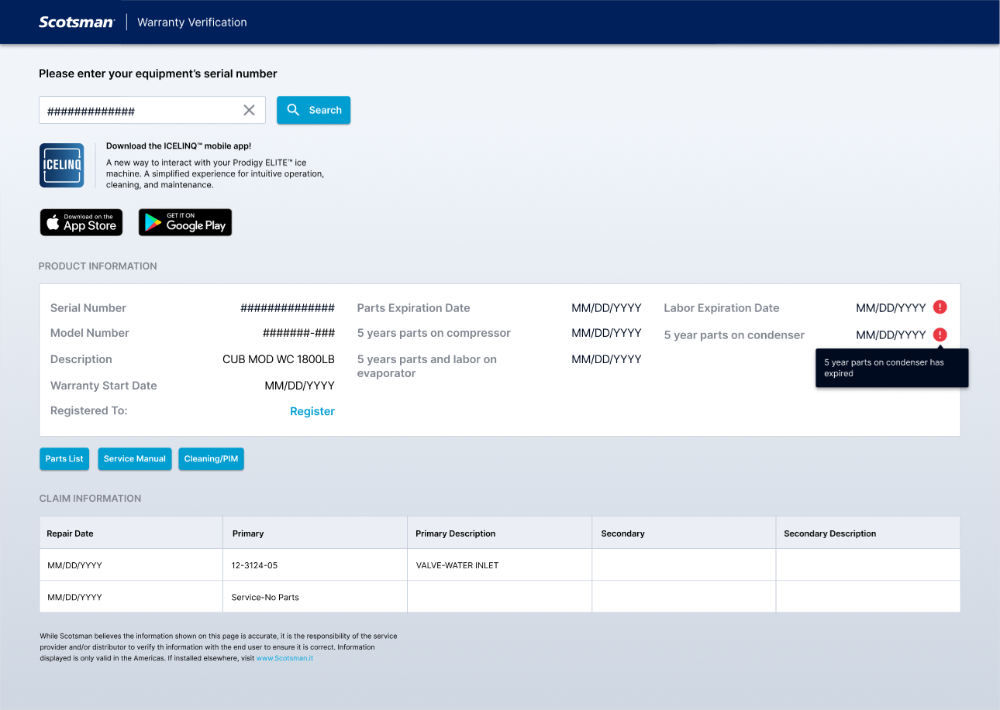 Scotsman
Warranty Verification
Please enter your equipment’s serial number
#############
Search
ICELINQ
Download the ICELINQ™ mobile app!
A new way to interact with your Prodigy ELITE™ ice
machine. A simplified experience for intuitive operation,
cleaning, and maintenance.
Download on the
App Store
GET IT ON
Google Play
PRODUCT INFORMATION
Serial Number ##############
Model Number #######-###
Description CUB MOD WC 1800LB
Warranty Start Date MM/DD/YYYY
Registered To: Register
Parts Expiration Date MM/DD/YYYY
5 years parts on compressor MM/DD/YYYY
5 years parts and labor on MM/DD/YYYY
evaporator
Labor Expiration Date MM/DD/YYYY !
5 year parts on condenser MM/DD/YYYY !
5 year parts on condenser has
expired
Parts List Service Manual Cleaning/PIM
CLAIM INFORMATION
Repair Date Primary Primary Description Secondary Secondary Description
MM/DD/YYYY 12-3124-05 VALVE-WATER INLET
MM/DD/YYYY Service-No Parts
While Scotsman believes the information shown on this page is accurate, it is the responsibility of the service
provider and/or distributor to verify th information with the end user to ensure it is correct. Information
displayed is only valid in the Americas. If installed elsewhere, visit www.Scotsman.it